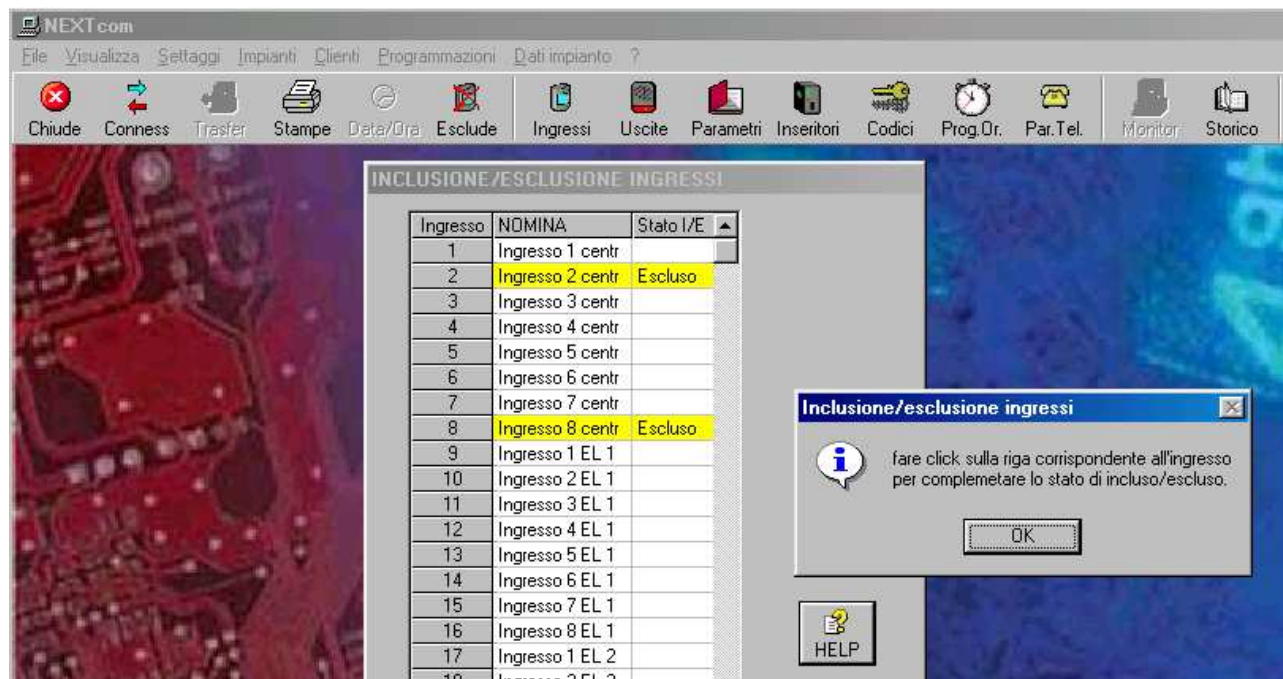 NEXTcom
File Visualizza Settaggi Impianti Clienti Programmazioni Dati impianto ?
Chiude Conness Trasfer Stampe Data/Ora Esclude Ingressi Uscite Parametri Inseritori Codici Prog.Or. Par.Tel. Monitor Storico
INCLUSIONE/ESCLUSIONE INGRESSI
Ingresso NOMINA Stato I/E
1 Ingresso 1 centr
2 Ingresso 2 centr Escluso
3 Ingresso 3 centr
4 Ingresso 4 centr
5 Ingresso 5 centr
6 Ingresso 6 centr
7 Ingresso 7 centr
8 Ingresso 8 centr Escluso
9 Ingresso 1 EL 1
10 Ingresso 2 EL 1
11 Ingresso 3 EL 1
12 Ingresso 4 EL 1
13 Ingresso 5 EL 1
14 Ingresso 6 EL 1
15 Ingresso 7 EL 1
16 Ingresso 8 EL 1
17 Ingresso 1 EL 2
18 Ingresso 2 EL 2
Inclusione/esclusione ingressi
fare click sulla riga corrispondente all'ingresso
per complemetare lo stato di incluso/escluso.
OK
HELP